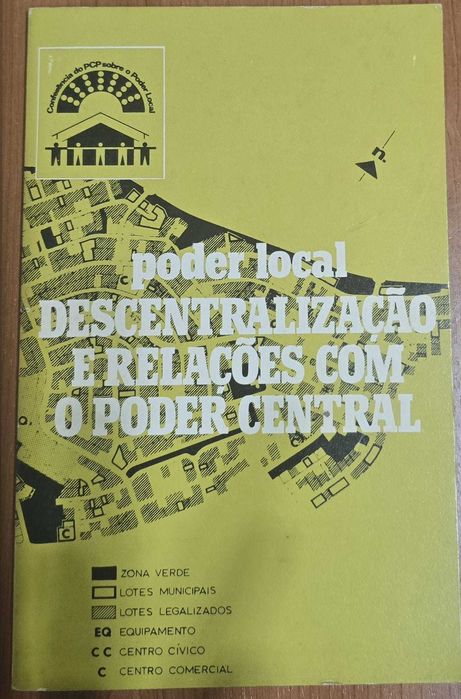 Conferência do PCP sobre o Poder Local
n.
poder local
DESCENTRALIZAÇÃO
E RELAÇÕES COM
O PODER CENTRAL
C
C
ZONA VERDE
LOTES MUNICIPAIS
LOTES LEGALIZADOS
EQ EQUIPAMENTO
C C CENTRO CÍVICO
C CENTRO COMERCIAL